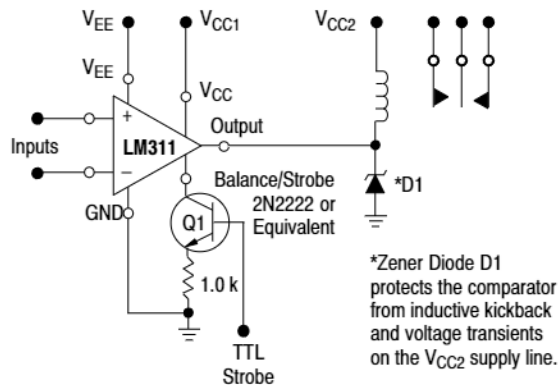 VEE
VCC1
VCC2
VEE
VCC
+
Output
Inputs
LM311
−
Balance/Strobe
2N2222 or
Equivalent
*D1
GND
Q1
1.0 k
TTL
Strobe
*Zener Diode D1
protects the comparator
from inductive kickback
and voltage transients
on the VCC2 supply line.